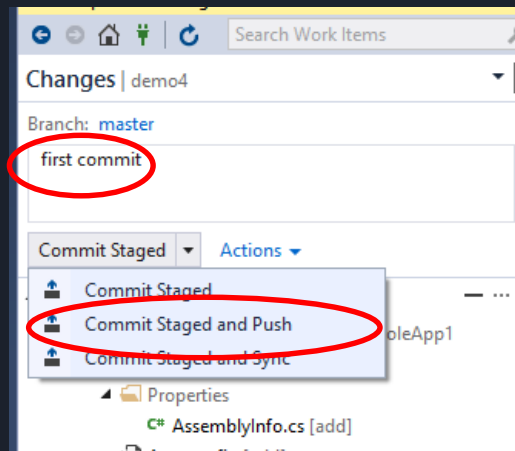 Search Work Items
Changes | demo4
Branch: master
first commit
Commit Staged Actions
Commit Staged
Commit Staged and Push
oleApp1
Commit Staged and Sync
Properties
C# AssemblyInfo.cs [add]